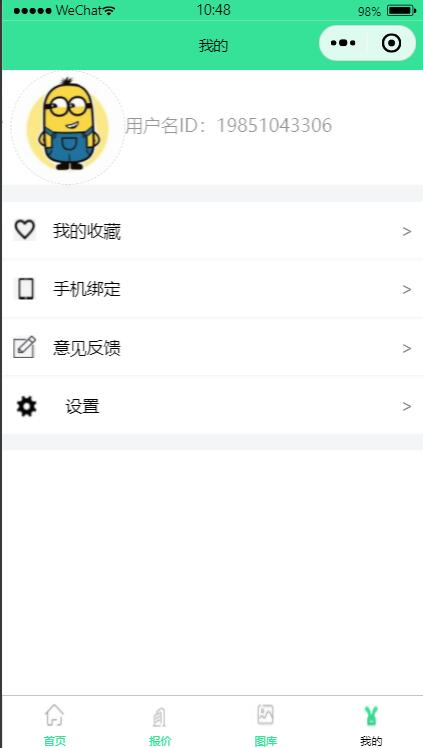 WeChat 10:48 98%
我的
用户名ID：19851043306
我的收藏 >
手机绑定 >
意见反馈 >
设置 >
首页 报价 图库 我的